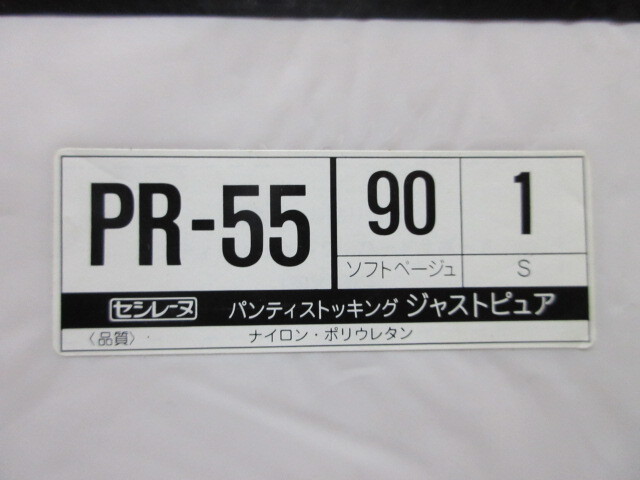 PR-55 90 1
ソフトベージュ S
セシレーヌ パンティストッキング ジャストピュア
〈品質〉 ナイロン・ポリウレタン